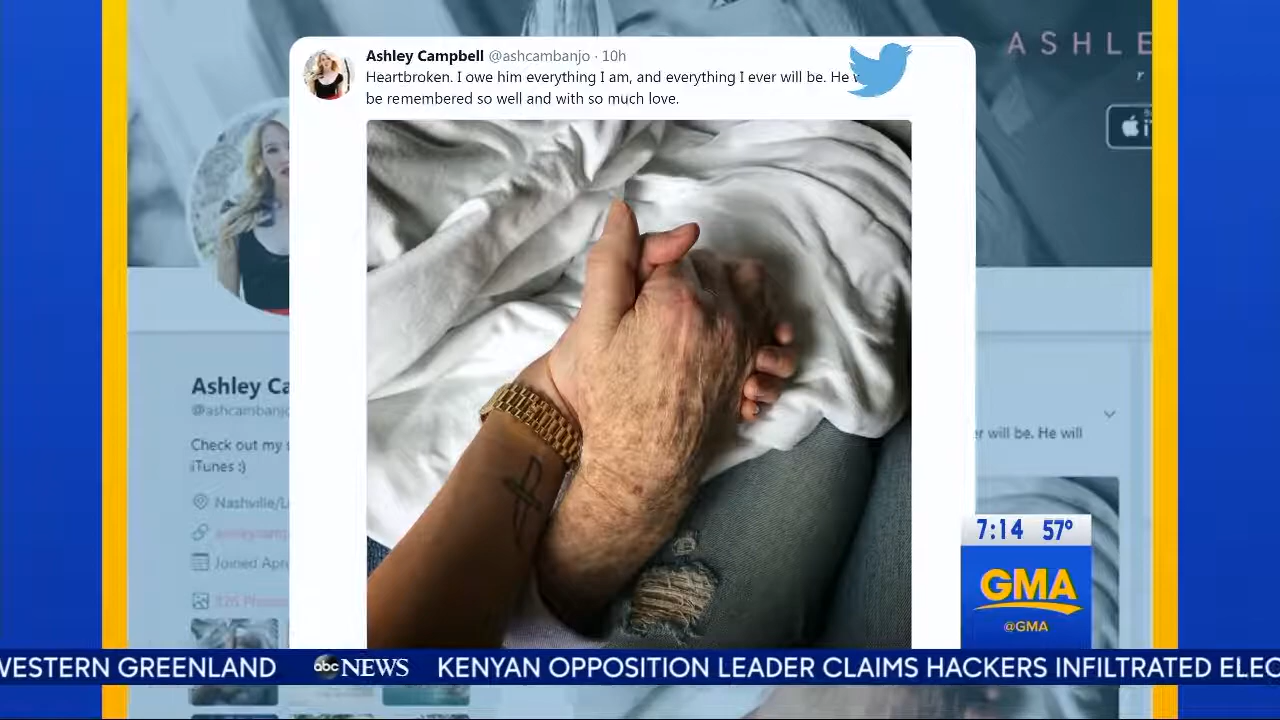 Ashley Campbell @ashcambanjo · 10h
Heartbroken. I owe him everything I am, and everything I ever will be. He
be remembered so well and with so much love.
ASHLE
Ashley Ca
@ashcambanjo
Check out my
iTunes :)
Nashville/L
Joined Apr
er will be. He will
7:14 57°
GMA
@GMA
WESTERN GREENLAND abc NEWS KENYAN OPPOSITION LEADER CLAIMS HACKERS INFILTRATED ELEC